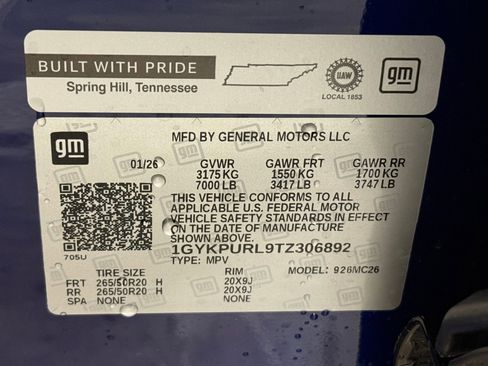 BUILT WITH PRIDE
Spring Hill, Tennessee
UAW
LOCAL 1853
gm
gm
MFD BY GENERAL MOTORS LLC
01/26 GVWR GAWR FRT GAWR RR
3175 KG 1550 KG 1700 KG
7000 LB 3417 LB 3747 LB
THIS VEHICLE CONFORMS TO ALL
APPLICABLE U.S. FEDERAL MOTOR
VEHICLE SAFETY STANDARDS IN EFFECT
ON THE DATE OF MANUFACTURE
SHOWN ABOVE.
705U
1GYKPURL9TZ306892
TYPE: MPV
TIRE SIZE RIM MODEL: 926MC26
FRT 265/50R20 H 20X9J
RR 265/50R20 H 20X9J
SPA NONE NONE